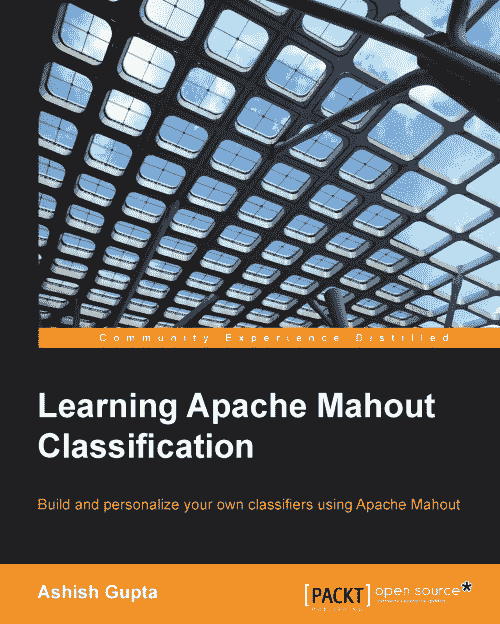 Community Experience Distilled
Learning Apache Mahout
Classification
Build and personalize your own classifiers using Apache Mahout
Ashish Gupta
[PACKT] open source*
PUBLISHING